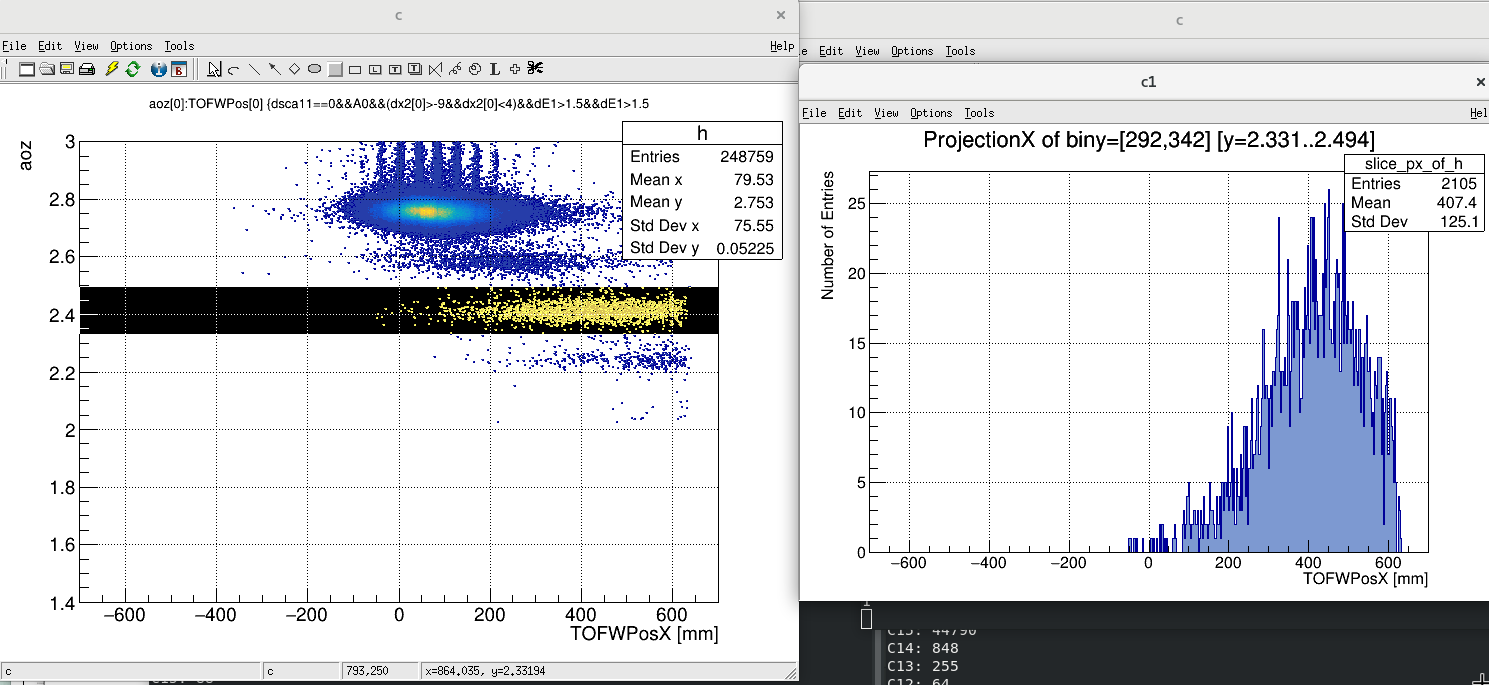 c
File Edit View Options Tools Help
aoz[0]:TOFWPos[0] {dsca11==0&&A0&&(dx2[0]>-9&&dx2[0]<4)&&dE1>1.5&&dE1>1.5
aoz
h
Entries 248759
Mean x 79.53
Mean y 2.753
Std Dev x 75.55
Std Dev y 0.05225
3
2.8
2.6
2.4
2.2
2
1.8
1.6
1.4
−600 −400 −200 0 200 400 600
TOFWPosX [mm]
c c 793,250 x=864.035, y=2.33194
c
Edit View Options Tools
c1
File Edit View Options Tools Hel
ProjectionX of biny=[292,342] [y=2.331..2.494]
slice_px_of_h
Entries 2105
Mean 407.4
Std Dev 125.1
Number of Entries
25
20
15
10
5
0
−600 −400 −200 0 200 400 600
TOFWPosX [mm]
C15: 44790
C14: 848
C13: 255
C12: 64